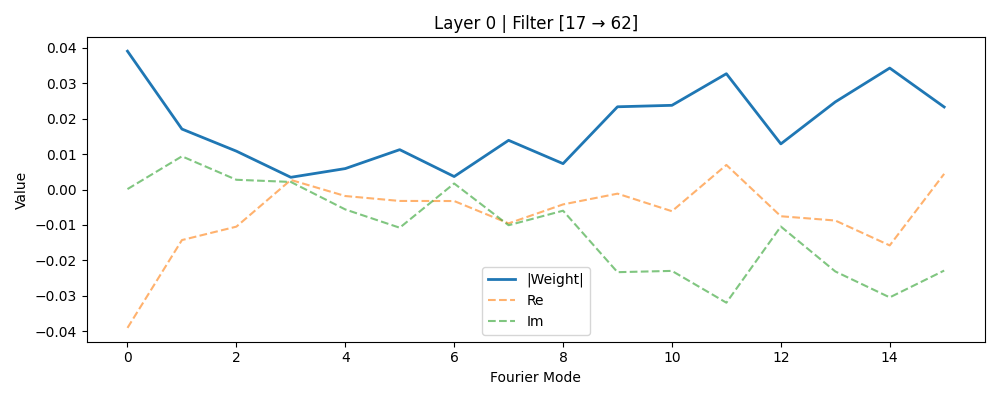 Layer 0 | Filter [17 → 62]
0.04
0.03
0.02
0.01
0.00
−0.01
−0.02
−0.03
−0.04
Value
|Weight|
Re
Im
0 2 4 6 8 10 12 14
Fourier Mode